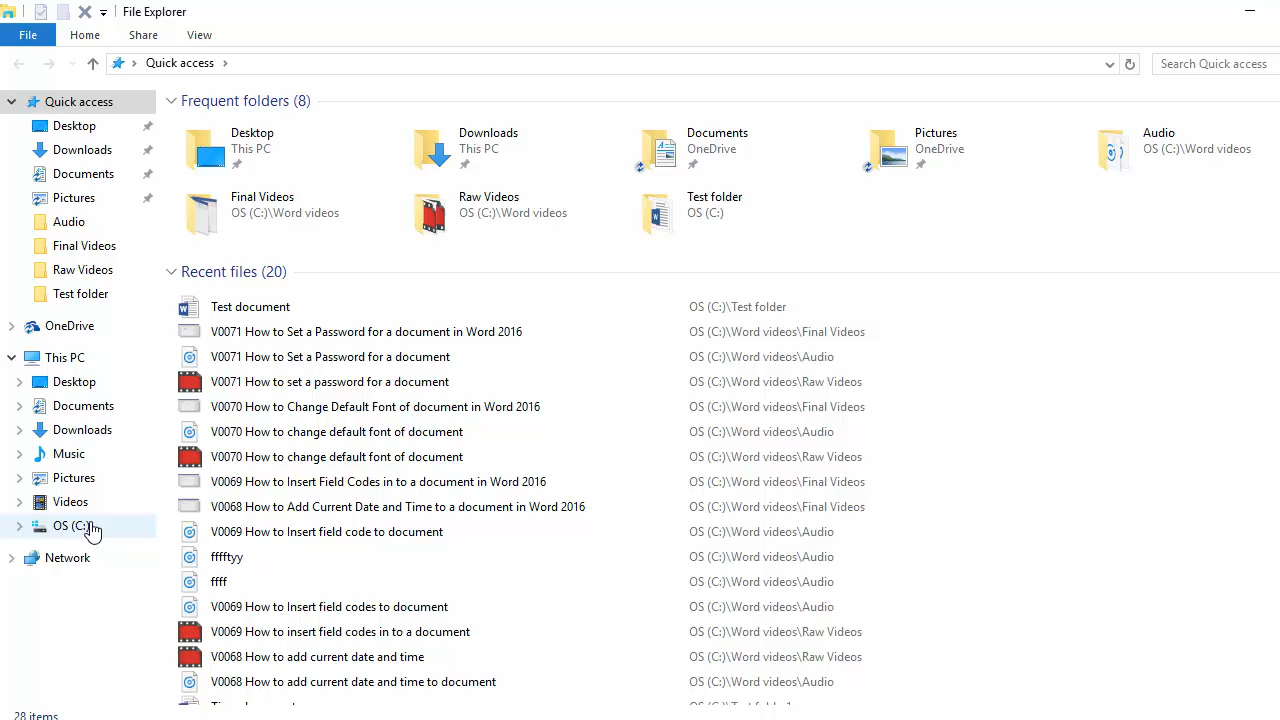 File Explorer
File Home Share View
Quick access
Search Quick access
Quick access
Desktop
Downloads
Documents
Pictures
Audio
Final Videos
Raw Videos
Test folder
OneDrive
This PC
Desktop
Documents
Downloads
Music
Pictures
Videos
OS (C:)
Network
Frequent folders (8)
Desktop
This PC
Downloads
This PC
Documents
OneDrive
Pictures
OneDrive
Audio
OS (C:)\Word videos
Final Videos
OS (C:)\Word videos
Raw Videos
OS (C:)\Word videos
Test folder
OS (C:)
Recent files (20)
Test document OS (C:)\Test folder
V0071 How to Set a Password for a document in Word 2016 OS (C:)\Word videos\Final Videos
V0071 How to Set a Password for a document OS (C:)\Word videos\Audio
V0071 How to set a password for a document OS (C:)\Word videos\Raw Videos
V0070 How to Change Default Font of document in Word 2016 OS (C:)\Word videos\Final Videos
V0070 How to change default font of document OS (C:)\Word videos\Audio
V0070 How to change default font of document OS (C:)\Word videos\Raw Videos
V0069 How to Insert Field Codes in to a document in Word 2016 OS (C:)\Word videos\Final Videos
V0068 How to Add Current Date and Time to a document in Word 2016 OS (C:)\Word videos\Final Videos
V0069 How to Insert field code to document OS (C:)\Word videos\Audio
fffftyy OS (C:)\Word videos\Audio
ffff OS (C:)\Word videos\Audio
V0069 How to Insert field codes to document OS (C:)\Word videos\Audio
V0069 How to insert field codes in to a document OS (C:)\Word videos\Raw Videos
V0068 How to add current date and time OS (C:)\Word videos\Raw Videos
V0068 How to add current date and time to document OS (C:)\Word videos\Audio
28 items